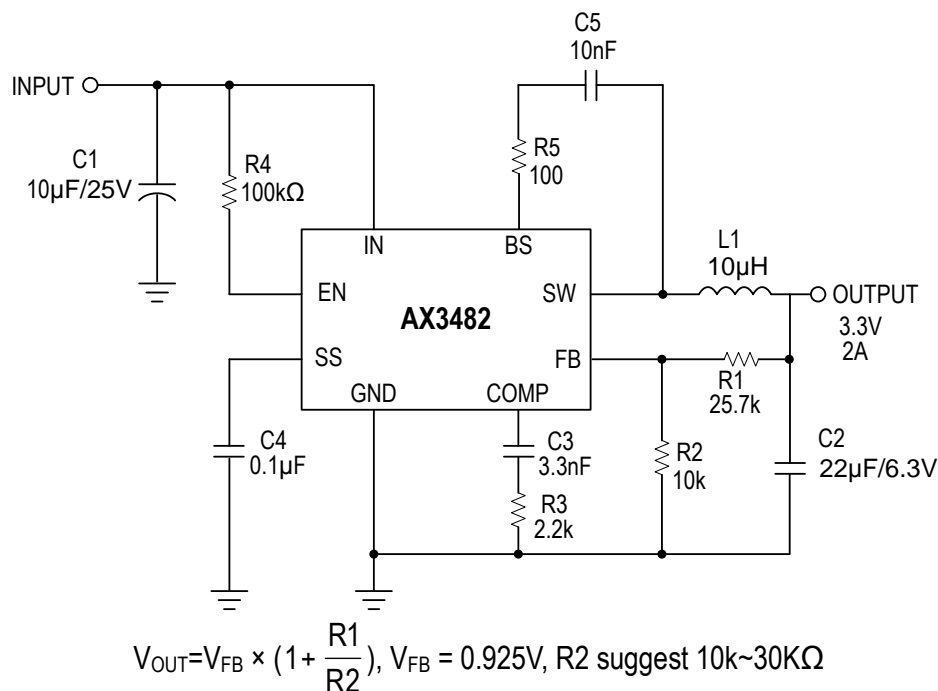 C5
10nF
INPUT
C1
10µF/25V
R4
100kΩ
R5
100
L1
10µH
IN
BS
EN
SW
AX3482
OUTPUT
3.3V
2A
SS
FB
R1
25.7k
GND
COMP
C4
0.1µF
C3
3.3nF
R2
10k
C2
22µF/6.3V
R3
2.2k
VOUT=VFB × (1+ R1/R2), VFB = 0.925V, R2 suggest 10k~30KΩ